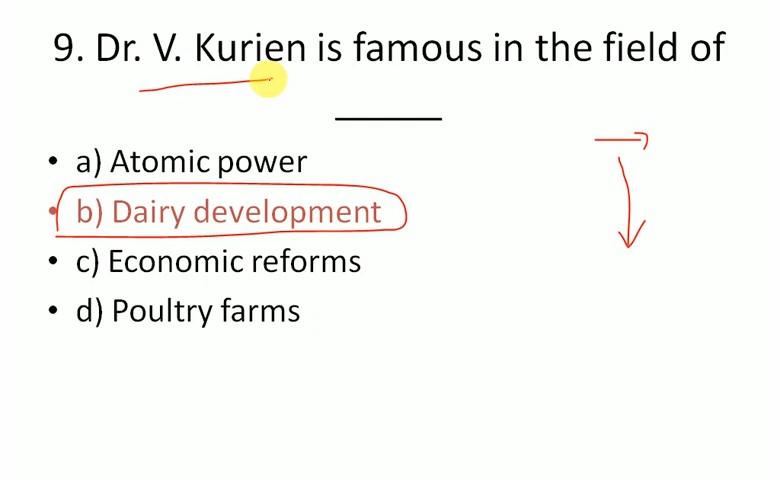 9. Dr. V. Kurien is famous in the field of
______
• a) Atomic power
• b) Dairy development
• c) Economic reforms
• d) Poultry farms